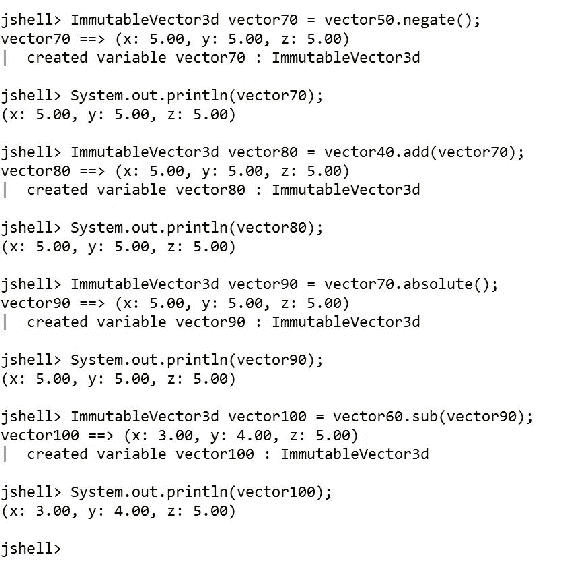 jshell> ImmutableVector3d vector70 = vector50.negate();
vector70 ==> (x: 5.00, y: 5.00, z: 5.00)
|  created variable vector70 : ImmutableVector3d
jshell> System.out.println(vector70);
(x: 5.00, y: 5.00, z: 5.00)
jshell> ImmutableVector3d vector80 = vector40.add(vector70);
vector80 ==> (x: 5.00, y: 5.00, z: 5.00)
|  created variable vector80 : ImmutableVector3d
jshell> System.out.println(vector80);
(x: 5.00, y: 5.00, z: 5.00)
jshell> ImmutableVector3d vector90 = vector70.absolute();
vector90 ==> (x: 5.00, y: 5.00, z: 5.00)
|  created variable vector90 : ImmutableVector3d
jshell> System.out.println(vector90);
(x: 5.00, y: 5.00, z: 5.00)
jshell> ImmutableVector3d vector100 = vector60.sub(vector90);
vector100 ==> (x: 3.00, y: 4.00, z: 5.00)
|  created variable vector100 : ImmutableVector3d
jshell> System.out.println(vector100);
(x: 3.00, y: 4.00, z: 5.00)
jshell>